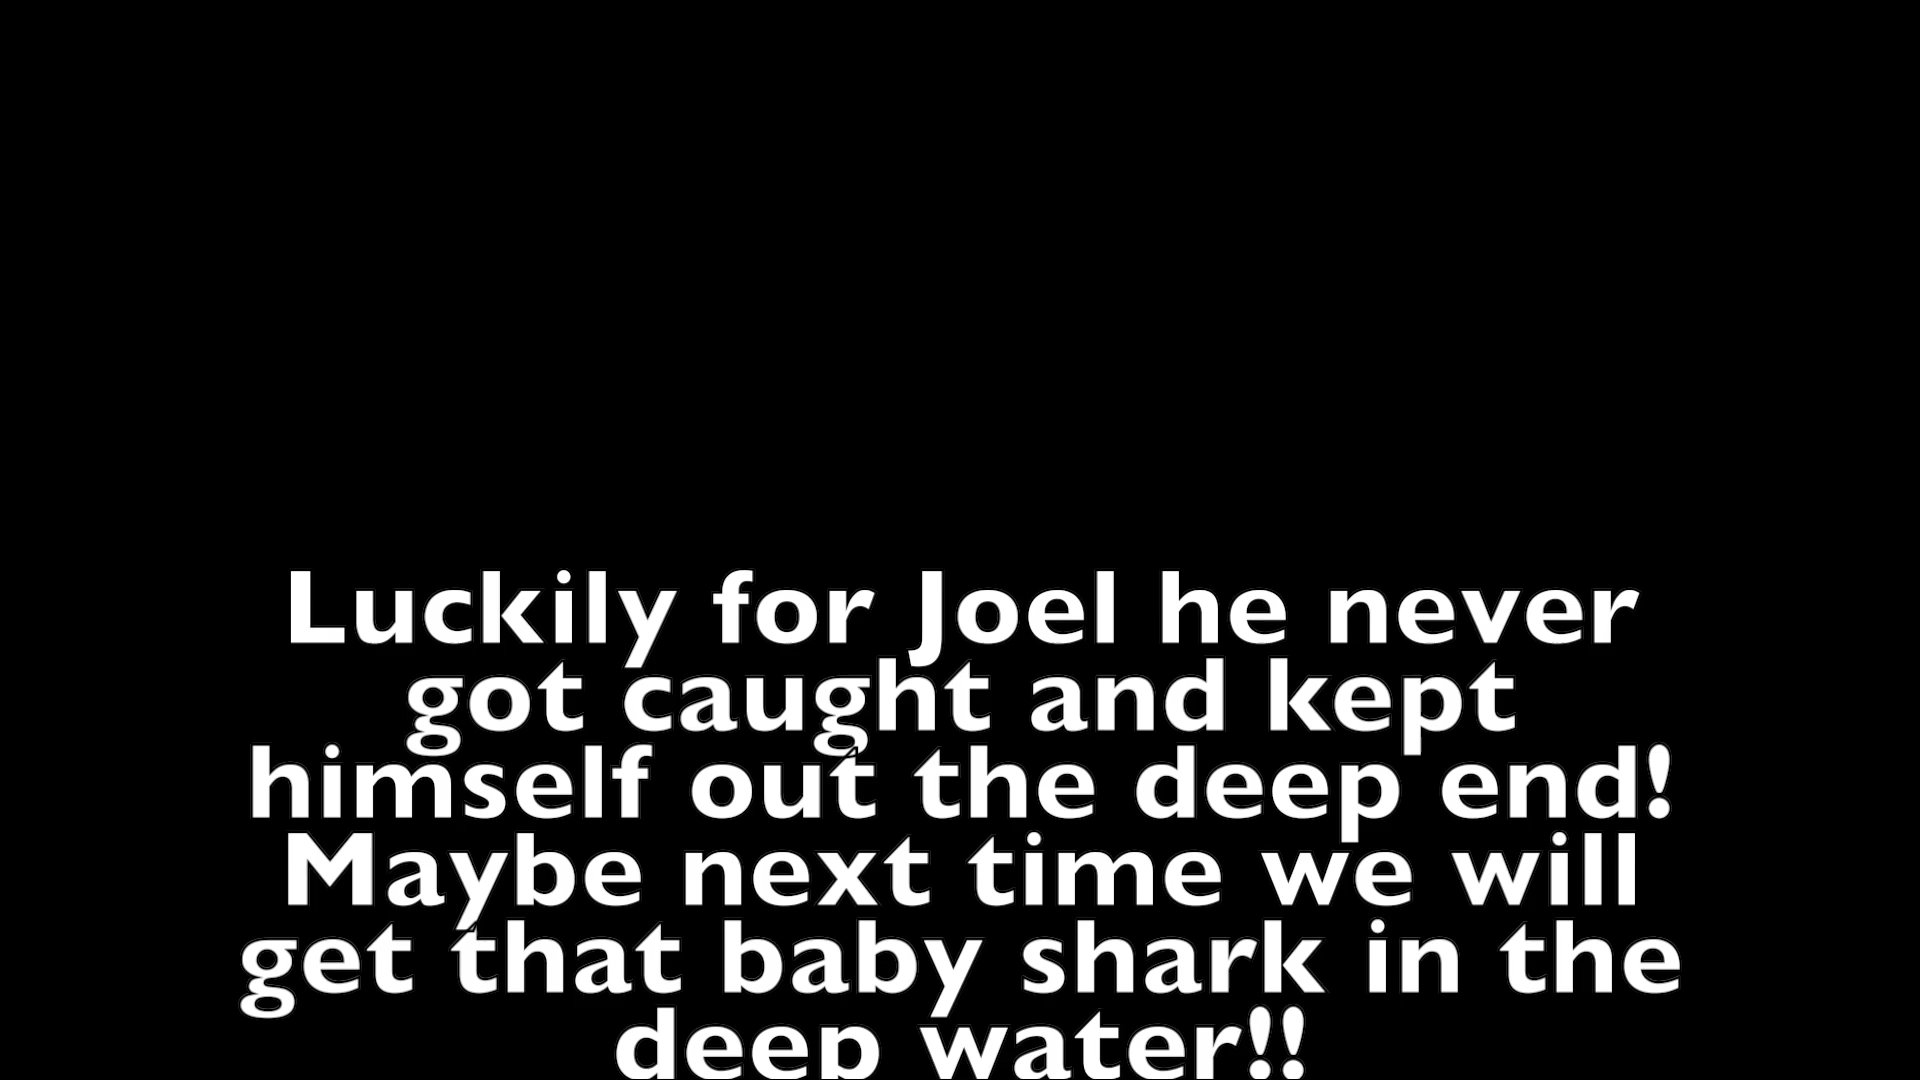 Luckily for Joel he never
got caught and kept
himself out the deep end!
Maybe next time we will
get that baby shark in the
deep water!!